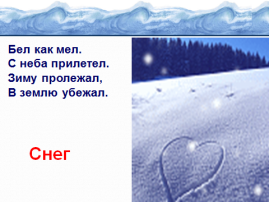 Бел как мел.
С неба прилетел.
Зиму пролежал,
В землю убежал.
Снег